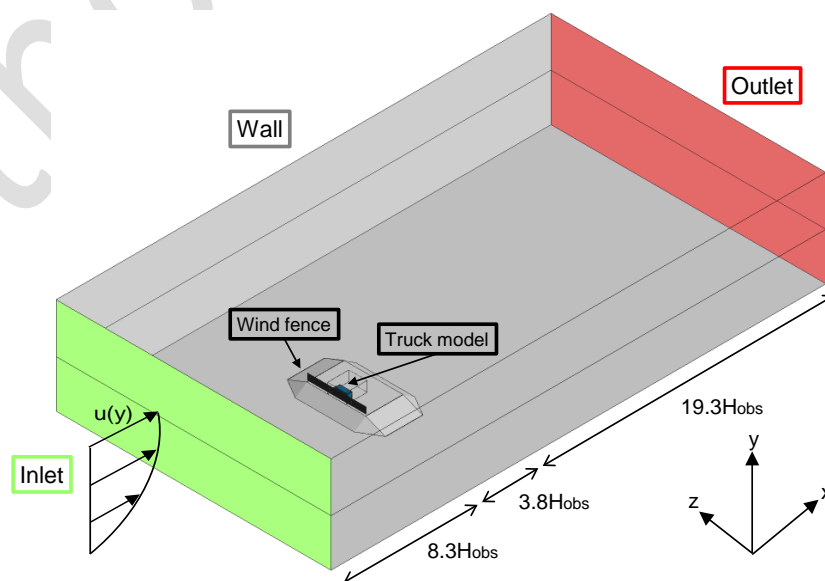 Outlet
Wall
Wind fence
Truck model
u(y)
19.3Hobs
Inlet
3.8Hobs
8.3Hobs
y
z
x